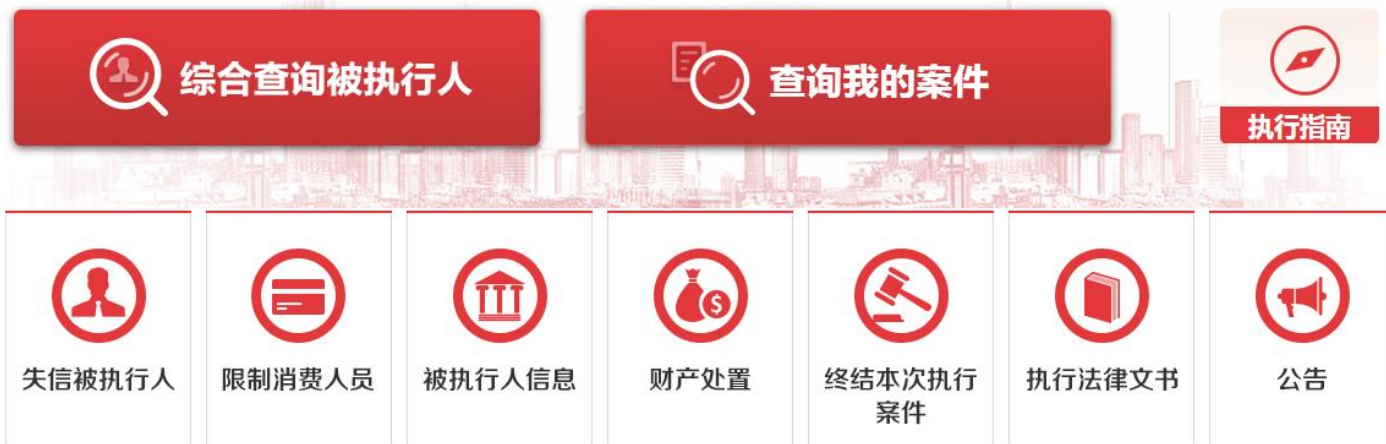 综合查询被执行人
查询我的案件
执行指南
失信被执行人
限制消费人员
被执行人信息
财产处置
终结本次执行
案件
执行法律文书
公告